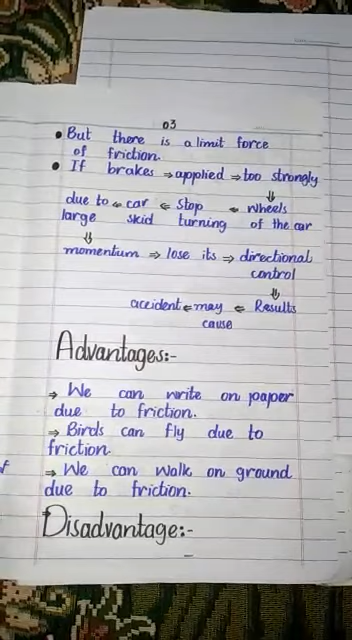 03
• But there is a limit force
of friction.
• If brakes ⇒ applied ⇒ too strongly
⇓
due to ⇐ car ⇐ stop ⇐ wheels
large skid turning of the car
⇓
momentum ⇒ lose its ⇒ directional
control
⇓
accident ⇐ may ⇐ Results
cause
Advantages:-
→ We can write on paper
due to friction.
→ Birds can fly due to
friction.
→ We can walk on ground
due to friction.
Disadvantage:-